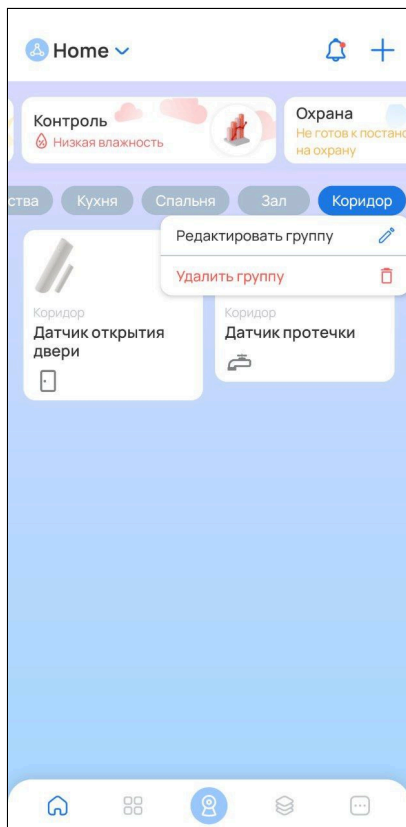 Home
Контроль
Низкая влажность
Охрана
Не готов к постано
на охрану
тва
Кухня
Спальня
Зал
Коридор
Редактировать группу
Удалить группу
Коридор
Датчик открытия
двери
Коридор
Датчик протечки